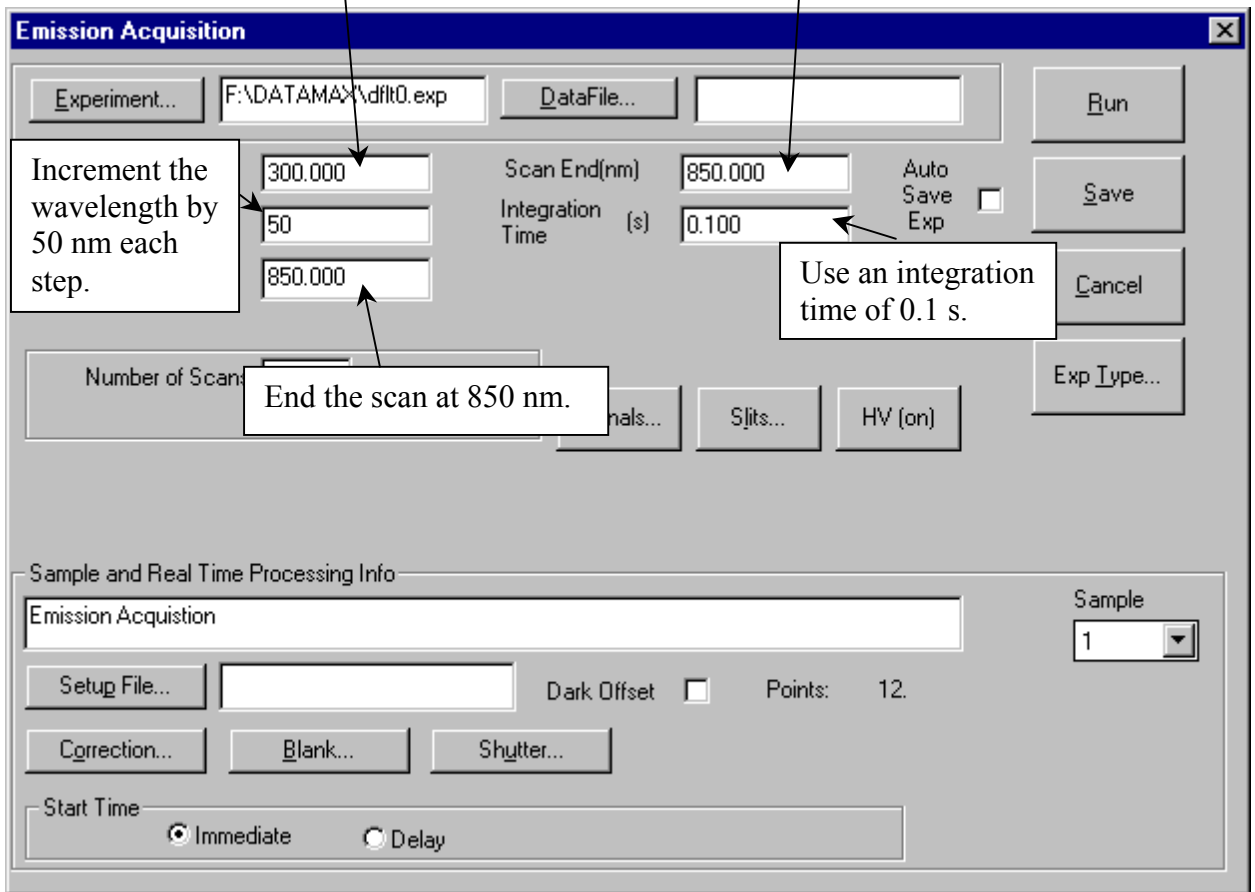 Emission Acquisition
Experiment...
F:\DATAMAX\dflt0.exp
DataFile...
Run
Increment the
wavelength by
50 nm each
step.
300.000
Scan End(nm)
850.000
Auto
Save
Exp
Save
50
Integration
Time
(s)
0.100
850.000
Use an integration
time of 0.1 s.
Cancel
Number of Scans
End the scan at 850 nm.
Slits...
HV (on)
Exp Type...
Sample and Real Time Processing Info
Emission Acquistion
Sample
1
Setup File...
Dark Offset
Points:
12.
Correction...
Blank...
Shutter...
Start Time
Immediate
Delay